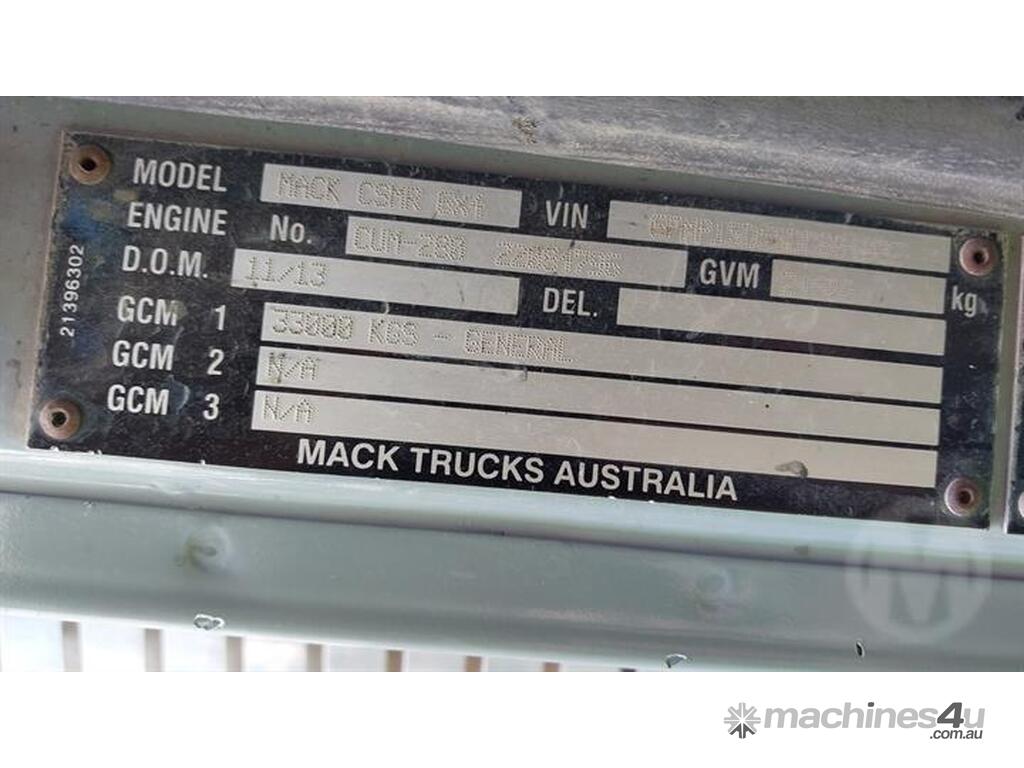 MODEL MACK CSMR 6x4 VIN
ENGINE No. CUM-280 22084796 GVM kg
D.O.M. 11/13 DEL.
GCM 1 33000 KGS - GENERAL
GCM 2 N/A
GCM 3 N/A
21396302
MACK TRUCKS AUSTRALIA
machines4u
.com.au